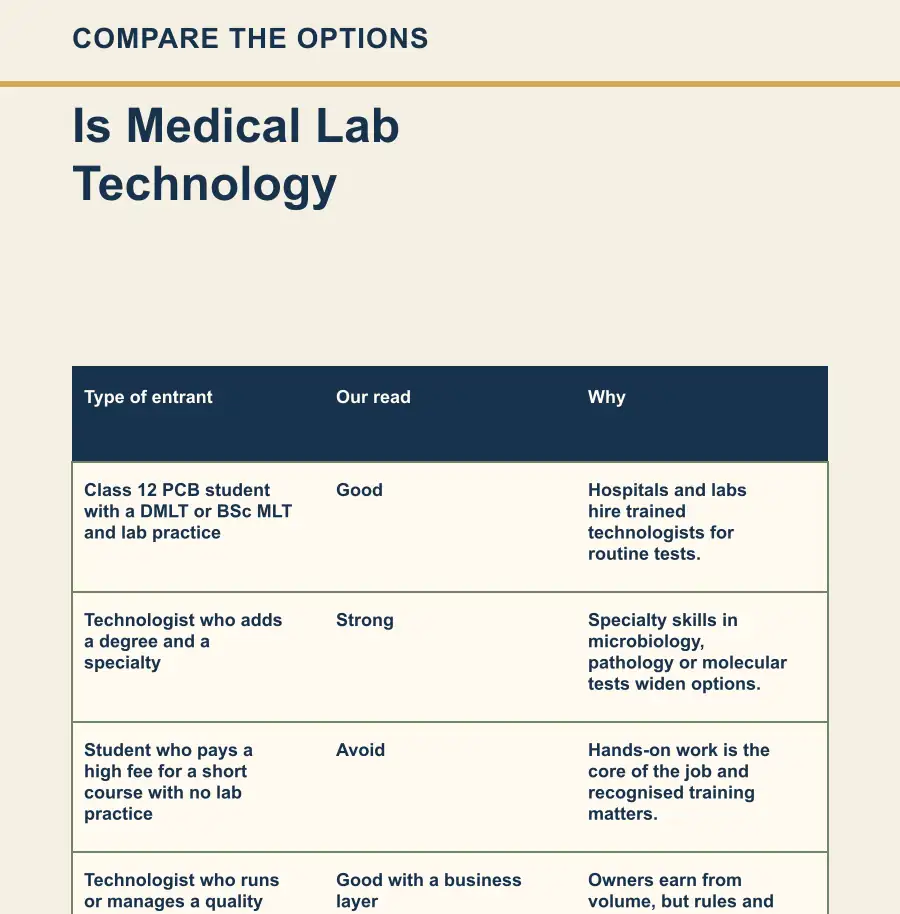 COMPARE THE OPTIONS
Is Medical Lab
Technology
Type of entrant
Our read
Why
Class 12 PCB student
with a DMLT or BSc MLT
and lab practice
Good
Hospitals and labs
hire trained
technologists for
routine tests.
Technologist who adds
a degree and a
specialty
Strong
Specialty skills in
microbiology,
pathology or molecular
tests widen options.
Student who pays a
high fee for a short
course with no lab
practice
Avoid
Hands-on work is the
core of the job and
recognised training
matters.
Technologist who runs
or manages a quality
Good with a business
layer
Owners earn from
volume, but rules and